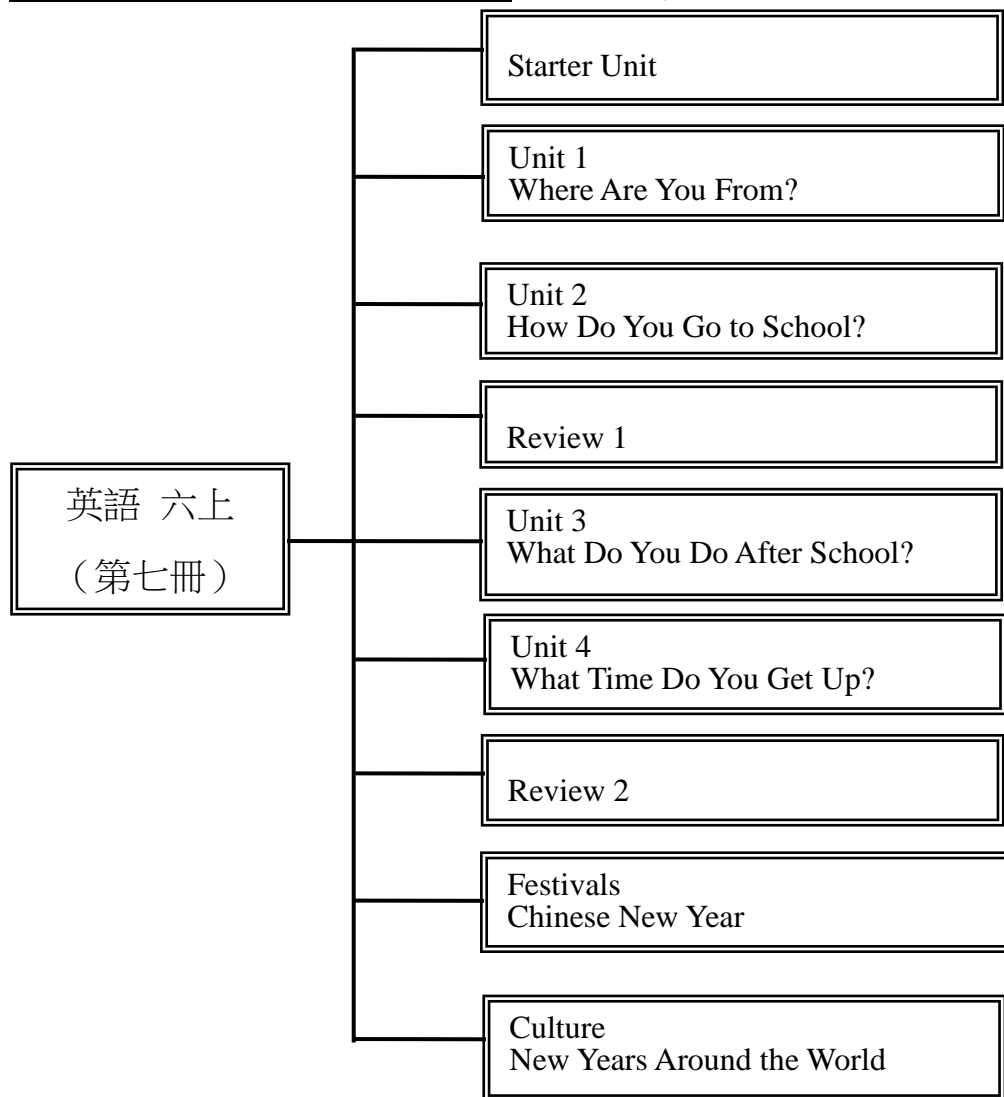 Starter Unit
Unit 1
Where Are You From?
Unit 2
How Do You Go to School?
Review 1
英語 六上
（第七冊）
Unit 3
What Do You Do After School?
Unit 4
What Time Do You Get Up?
Review 2
Festivals
Chinese New Year
Culture
New Years Around the World